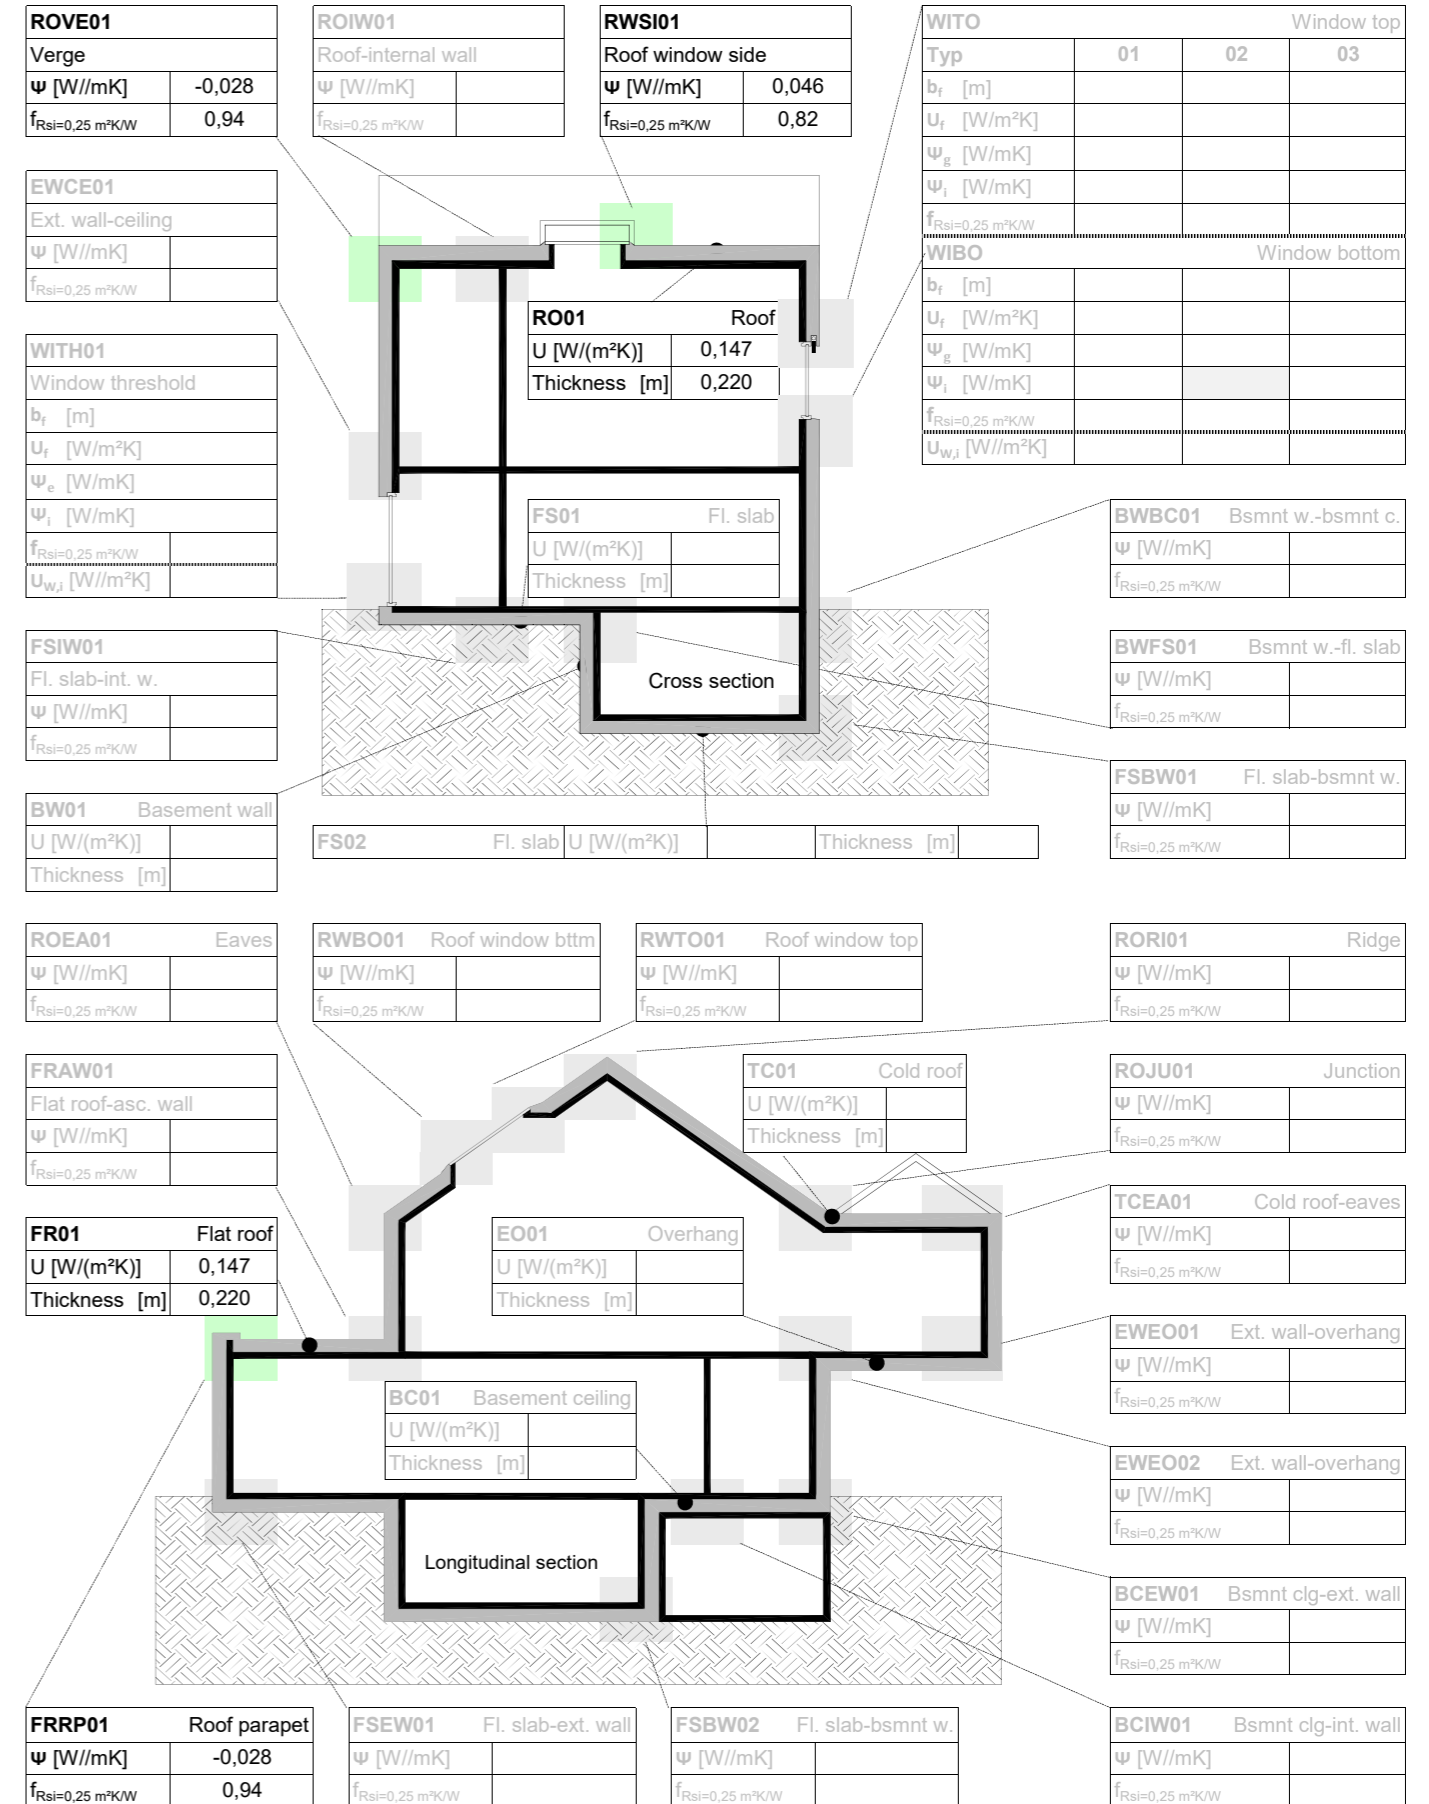 ROVE01
Verge
Ψ [W//mK] -0,028
fRsi=0,25 m²K/W 0,94
ROIW01
Roof-internal wall
Ψ [W//mK]
fRsi=0,25 m²K/W
RWSI01
Roof window side
Ψ [W//mK] 0,046
fRsi=0,25 m²K/W 0,82
WITO Window top
Typ 01 02 03
bf [m]
Uf [W/m²K]
Ψg [W/mK]
Ψi [W/mK]
fRsi=0,25 m²K/W
WIBO Window bottom
bf [m]
Uf [W/m²K]
Ψg [W/mK]
Ψi [W/mK]
fRsi=0,25 m²K/W
UW,i [W//m²K]
EWCE01
Ext. wall-ceiling
Ψ [W//mK]
fRsi=0,25 m²K/W
RO01 Roof
U [W/(m²K)] 0,147
Thickness [m] 0,220
WITH01
Window threshold
bf [m]
Uf [W/m²K]
Ψe [W/mK]
Ψi [W/mK]
fRsi=0,25 m²K/W
UW,i [W//m²K]
FS01 Fl. slab
U [W/(m²K)]
Thickness [m]
BWBC01 Bsmnt w.-bsmnt c.
Ψ [W//mK]
fRsi=0,25 m²K/W
FSIW01
Fl. slab-int. w.
Ψ [W//mK]
fRsi=0,25 m²K/W
Cross section
BWFS01 Bsmnt w.-fl. slab
Ψ [W//mK]
fRsi=0,25 m²K/W
FSBW01 Fl. slab-bsmnt w.
Ψ [W//mK]
fRsi=0,25 m²K/W
BW01 Basement wall
U [W/(m²K)]
Thickness [m]
FS02 Fl. slab U [W/(m²K)] Thickness [m]
ROEA01 Eaves
Ψ [W//mK]
fRsi=0,25 m²K/W
RWBO01 Roof window bttm
Ψ [W//mK]
fRsi=0,25 m²K/W
RWTO01 Roof window top
Ψ [W//mK]
fRsi=0,25 m²K/W
RORI01 Ridge
Ψ [W//mK]
fRsi=0,25 m²K/W
FRAW01
Flat roof-asc. wall
Ψ [W//mK]
fRsi=0,25 m²K/W
TC01 Cold roof
U [W/(m²K)]
Thickness [m]
ROJU01 Junction
Ψ [W//mK]
fRsi=0,25 m²K/W
TCEA01 Cold roof-eaves
Ψ [W//mK]
fRsi=0,25 m²K/W
FR01 Flat roof
U [W/(m²K)] 0,147
Thickness [m] 0,220
EO01 Overhang
U [W/(m²K)]
Thickness [m]
EWEO01 Ext. wall-overhang
Ψ [W//mK]
fRsi=0,25 m²K/W
BC01 Basement ceiling
U [W/(m²K)]
Thickness [m]
EWEO02 Ext. wall-overhang
Ψ [W//mK]
fRsi=0,25 m²K/W
Longitudinal section
BCEW01 Bsmnt clg-ext. wall
Ψ [W//mK]
fRsi=0,25 m²K/W
FRRP01 Roof parapet
Ψ [W//mK] -0,028
fRsi=0,25 m²K/W 0,94
FSEW01 Fl. slab-ext. wall
Ψ [W//mK]
fRsi=0,25 m²K/W
FSBW02 Fl. slab-bsmnt w.
Ψ [W//mK]
fRsi=0,25 m²K/W
BCIW01 Bsmnt clg-int. wall
Ψ [W//mK]
fRsi=0,25 m²K/W